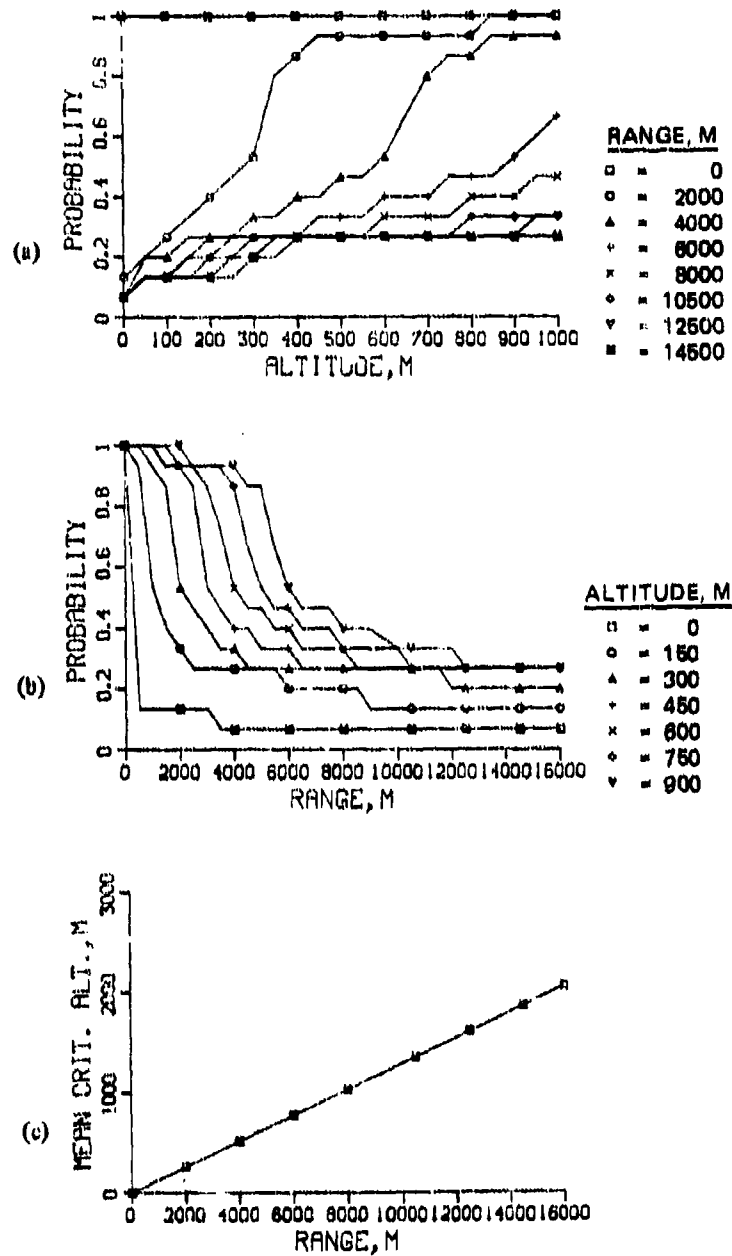 (a)
PROBABILITY
0 0.2 0.4 0.6 0.8 1
0 100 200 300 400 500 600 700 800 900 1000
ALTITUDE, M
RANGE, M
= 0
= 2000
= 4000
= 6000
= 8000
= 10500
= 12500
= 14500
(b)
PROBABILITY
0 0.2 0.4 0.6 0.8 1
0 2000 4000 6000 8000 10000 12000 14000 16000
RANGE, M
ALTITUDE, M
= 0
= 150
= 300
= 450
= 600
= 750
= 900
(c)
MEAN CRIT. ALT., M
0 1000 2000 3000
0 2000 4000 6000 8000 10000 12000 14000 16000
RANGE, M